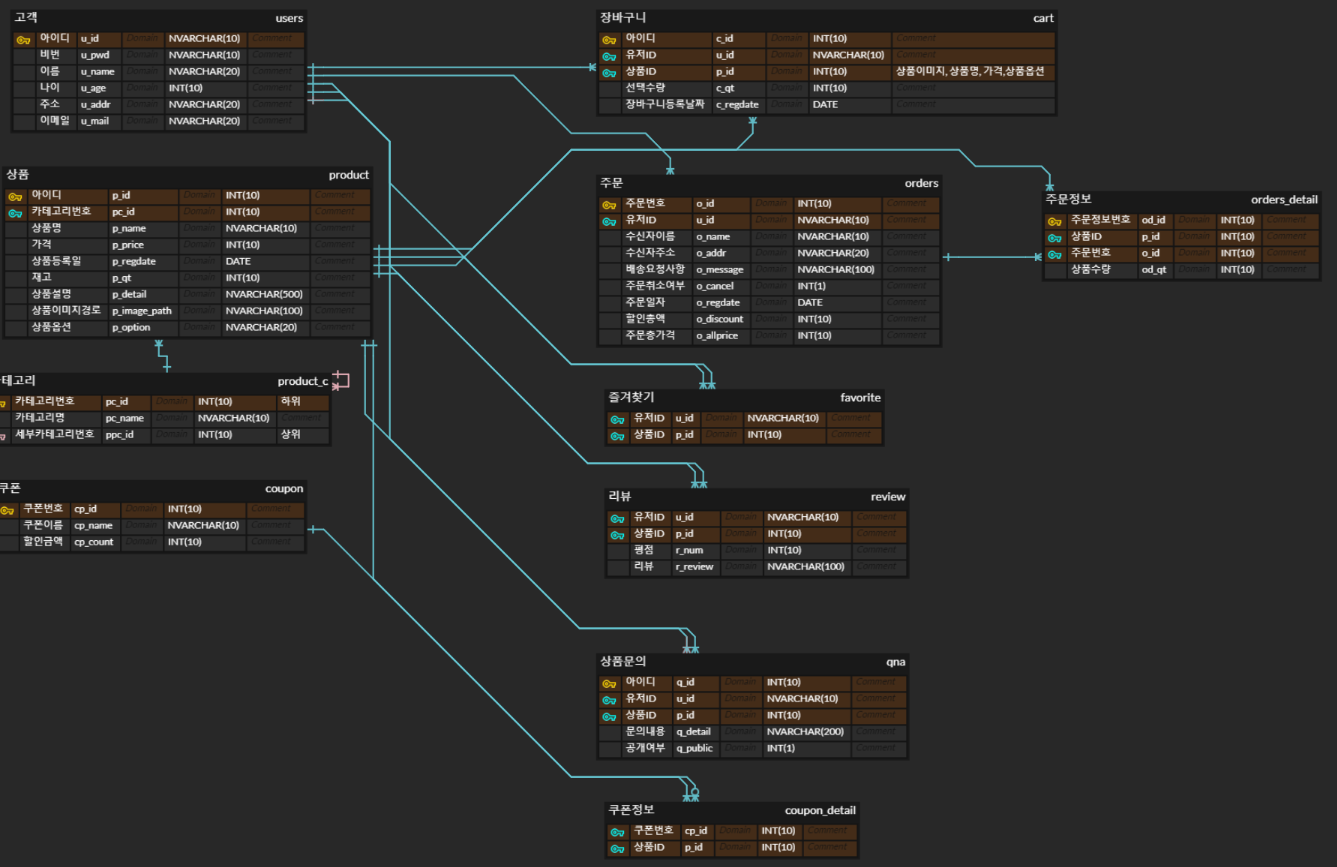 고객 users
아이디 u_id Domain NVARCHAR(10) Comment
비번 u_pwd Domain NVARCHAR(10) Comment
이름 u_name Domain NVARCHAR(20) Comment
나이 u_age Domain INT(10) Comment
주소 u_addr Domain NVARCHAR(20) Comment
이메일 u_mail Domain NVARCHAR(20) Comment
장바구니 cart
아이디 c_id Domain INT(10) Comment
유저ID u_id Domain NVARCHAR(10) Comment
상품ID p_id Domain INT(10) 상품이미지, 상품명, 가격,상품옵션
선택수량 c_qt Domain INT(10) Comment
장바구니등록날짜 c_regdate Domain DATE Comment
상품 product
아이디 p_id Domain INT(10) Comment
카테고리번호 pc_id Domain INT(10) Comment
상품명 p_name Domain NVARCHAR(10) Comment
가격 p_price Domain INT(10) Comment
상품등록일 p_regdate Domain DATE Comment
재고 p_qt Domain INT(10) Comment
상품설명 p_detail Domain NVARCHAR(500) Comment
상품이미지경로 p_image_path Domain NVARCHAR(100) Comment
상품옵션 p_option Domain NVARCHAR(20) Comment
주문 orders
주문번호 o_id Domain INT(10) Comment
유저ID u_id Domain NVARCHAR(10) Comment
수신자이름 o_name Domain NVARCHAR(10) Comment
수신자주소 o_addr Domain NVARCHAR(20) Comment
배송요청사항 o_message Domain NVARCHAR(100) Comment
주문취소여부 o_cancel Domain INT(1) Comment
주문일자 o_regdate Domain DATE Comment
할인총액 o_discount Domain INT(10) Comment
주문총가격 o_allprice Domain INT(10) Comment
주문정보 orders_detail
주문정보번호 od_id Domain INT(10) Comment
상품ID p_id Domain INT(10) Comment
주문번호 o_id Domain INT(10) Comment
상품수량 od_qt Domain INT(10) Comment
테고리 product_c
카테고리번호 pc_id Domain INT(10) 하위
카테고리명 pc_name Domain NVARCHAR(10) Comment
세부카테고리번호 ppc_id Domain INT(10) 상위
즐겨찾기 favorite
유저ID u_id Domain NVARCHAR(10) Comment
상품ID p_id Domain INT(10) Comment
쿠폰 coupon
쿠폰번호 cp_id Domain INT(10) Comment
쿠폰이름 cp_name Domain NVARCHAR(10) Comment
할인금액 cp_count Domain INT(10) Comment
리뷰 review
유저ID u_id Domain NVARCHAR(10) Comment
상품ID p_id Domain INT(10) Comment
평점 r_num Domain INT(10) Comment
리뷰 r_review Domain NVARCHAR(100) Comment
상품문의 qna
아이디 q_id Domain INT(10) Comment
유저ID u_id Domain NVARCHAR(10) Comment
상품ID p_id Domain INT(10) Comment
문의내용 q_detail Domain NVARCHAR(200) Comment
공개여부 q_public Domain INT(1) Comment
쿠폰정보 coupon_detail
쿠폰번호 cp_id Domain INT(10) Comment
상품ID p_id Domain INT(10) Comment